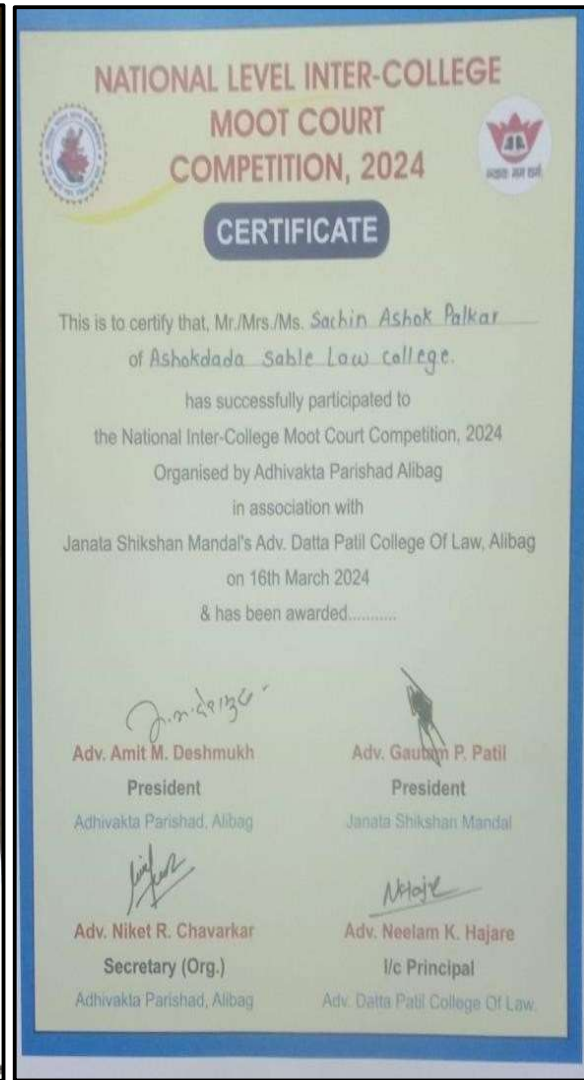 NATIONAL LEVEL INTER-COLLEGE
MOOT COURT
COMPETITION, 2024
CERTIFICATE
This is to certify that, Mr./Mrs./Ms. Sachin Ashok Palkar
of Ashokdada Sable Law college.
has successfully participated to
the National Inter-College Moot Court Competition, 2024
Organised by Adhivakta Parishad Alibag
in association with
Janata Shikshan Mandal's Adv. Datta Patil College Of Law, Alibag
on 16th March 2024
& has been awarded...........
Adv. Amit M. Deshmukh
President
Adhivakta Parishad, Alibag
Adv. Gautam P. Patil
President
Janata Shikshan Mandal
Adv. Niket R. Chavarkar
Secretary (Org.)
Adhivakta Parishad, Alibag
NHaje
Adv. Neelam K. Hajare
I/c Principal
Adv. Datta Patil College Of Law.